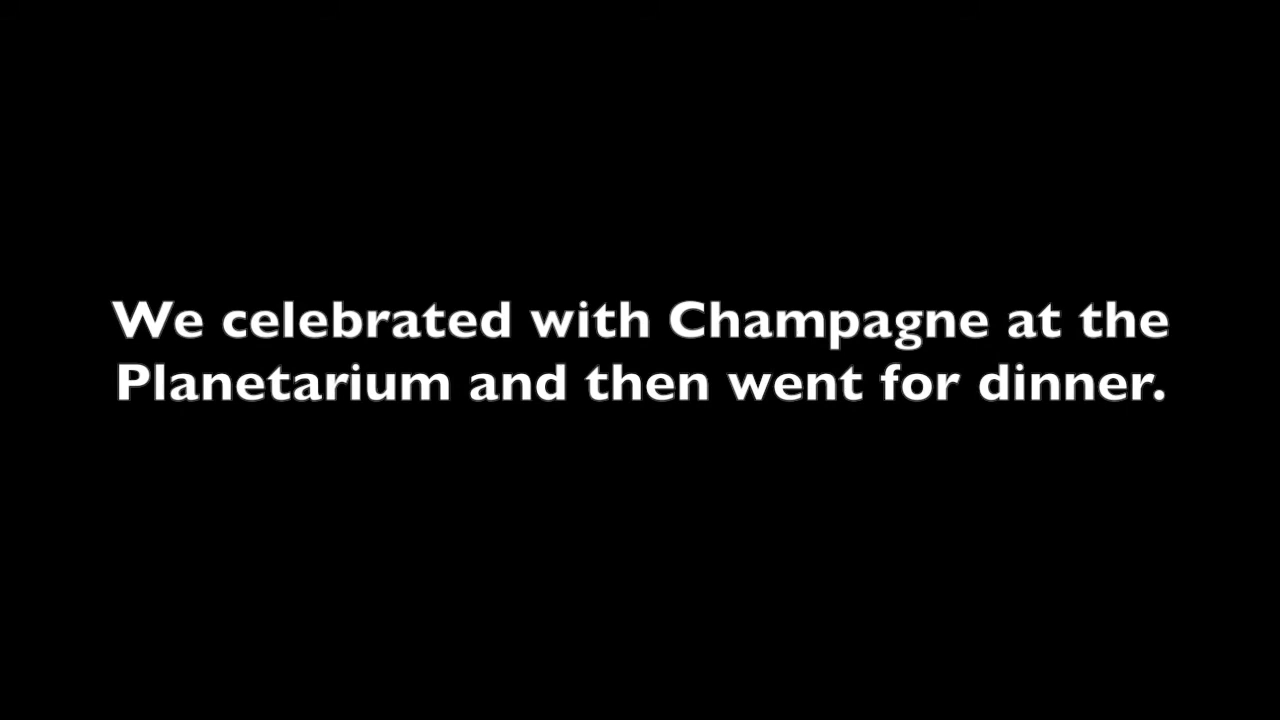 We celebrated with Champagne at the
Planetarium and then went for dinner.